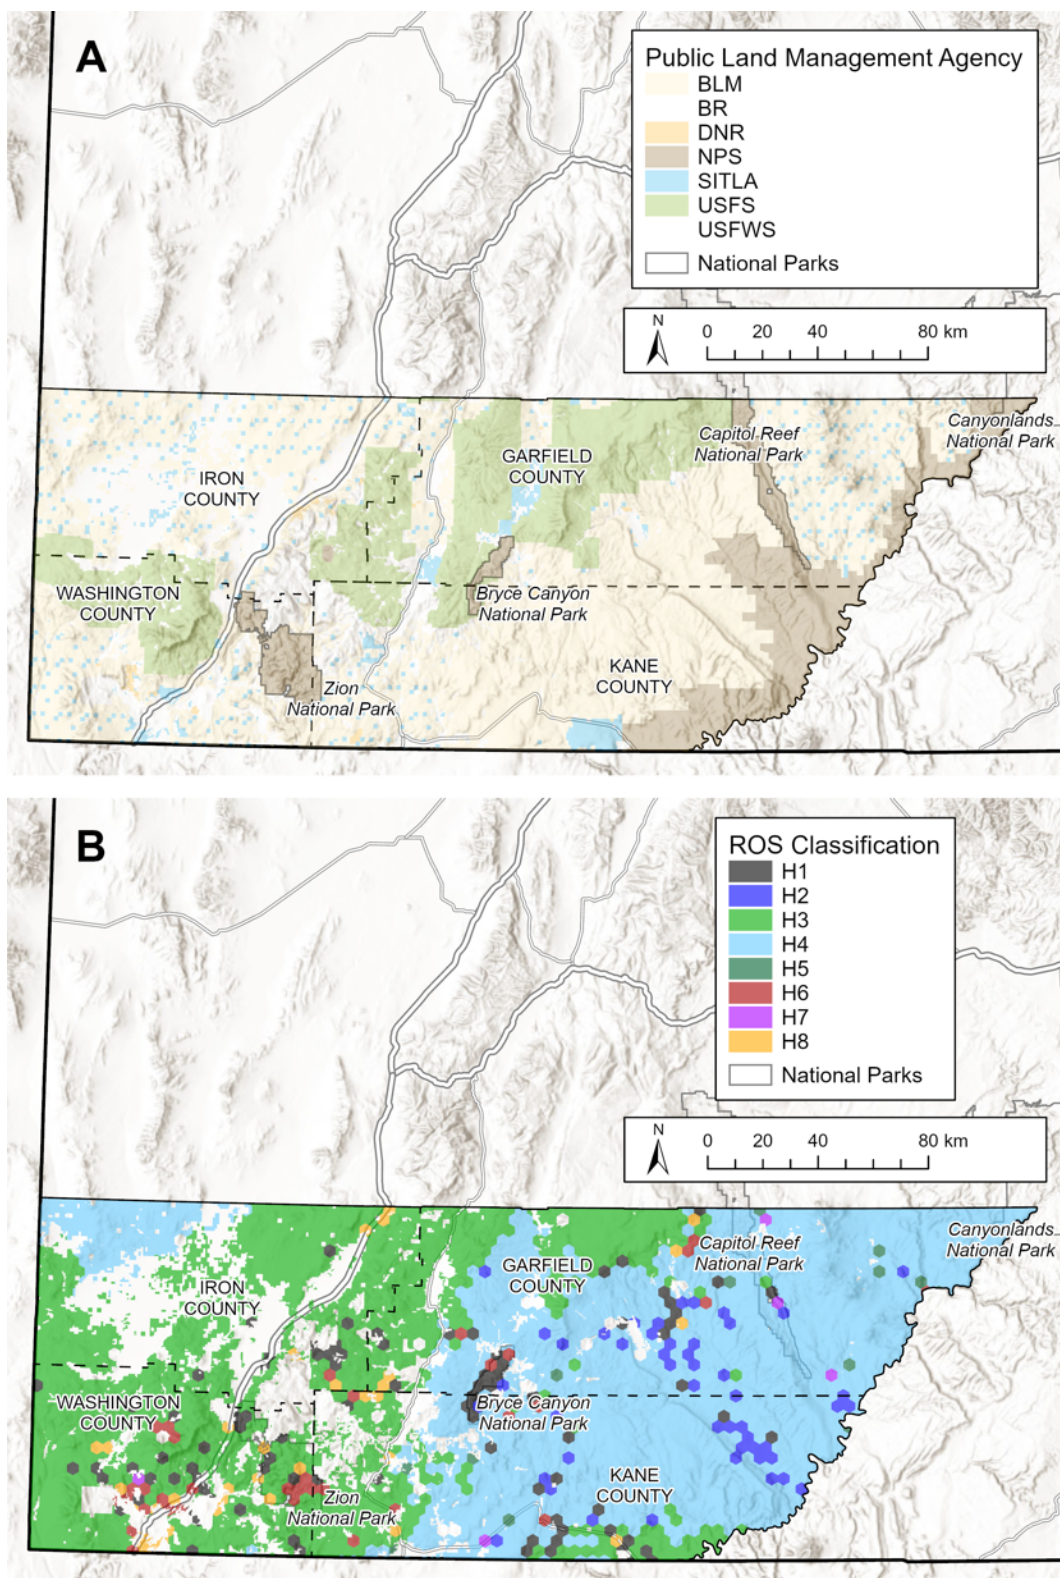 A
Public Land Management Agency
BLM
BR
DNR
NPS
SITLA
USFS
USFWS
National Parks
N
0 20 40 80 km
Capitol Reef
National Park
Canyonlands
National Park
IRON
COUNTY
GARFIELD
COUNTY
WASHINGTON
COUNTY
Bryce Canyon
National Park
KANE
COUNTY
Zion
National Park
B
ROS Classification
H1
H2
H3
H4
H5
H6
H7
H8
National Parks
N
0 20 40 80 km
Capitol Reef
National Park
Canyonlands
National Park
IRON
COUNTY
GARFIELD
COUNTY
WASHINGTON
COUNTY
Bryce Canyon
National Park
KANE
COUNTY
Zion
National Park